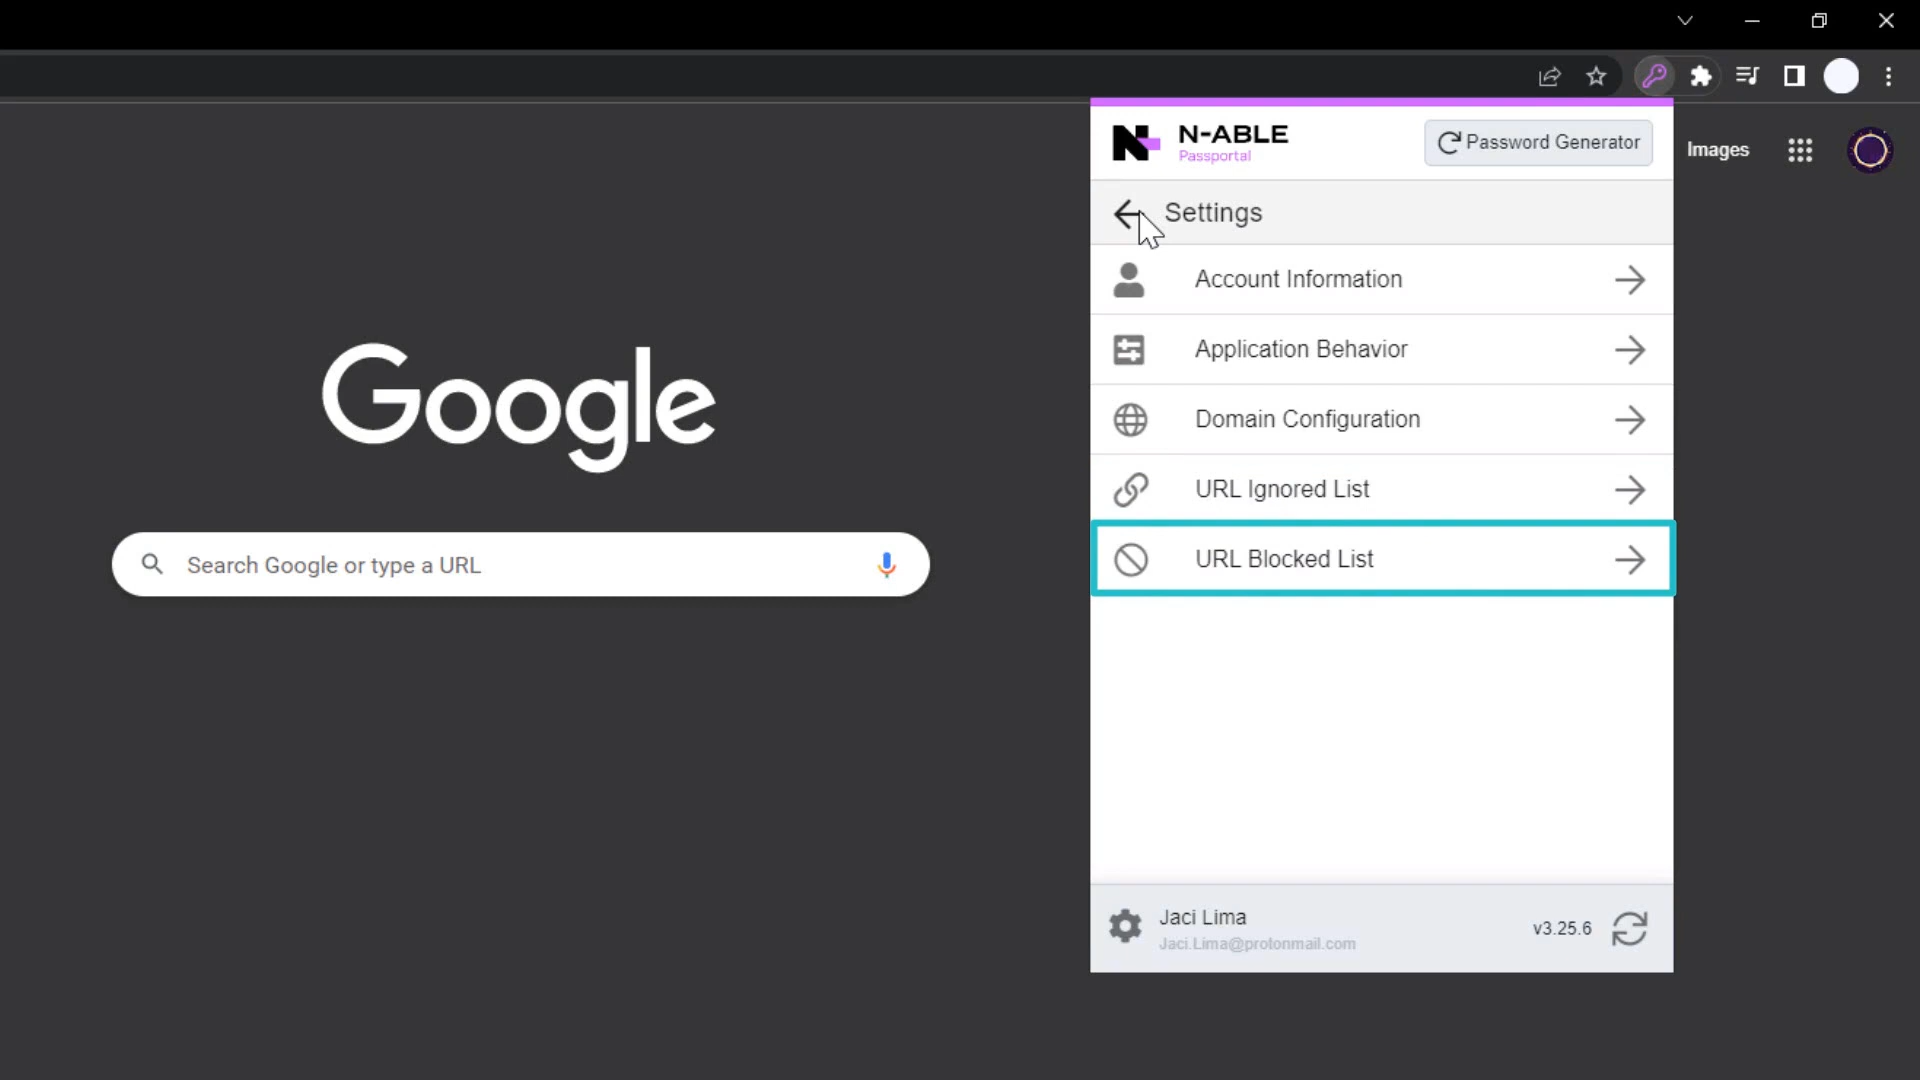 N-ABLE
Passportal
Password Generator
Images
Settings
Account Information
Application Behavior
Domain Configuration
URL Ignored List
URL Blocked List
Google
Search Google or type a URL
Jaci Lima
Jaci.Lima@protonmail.com
v3.25.6